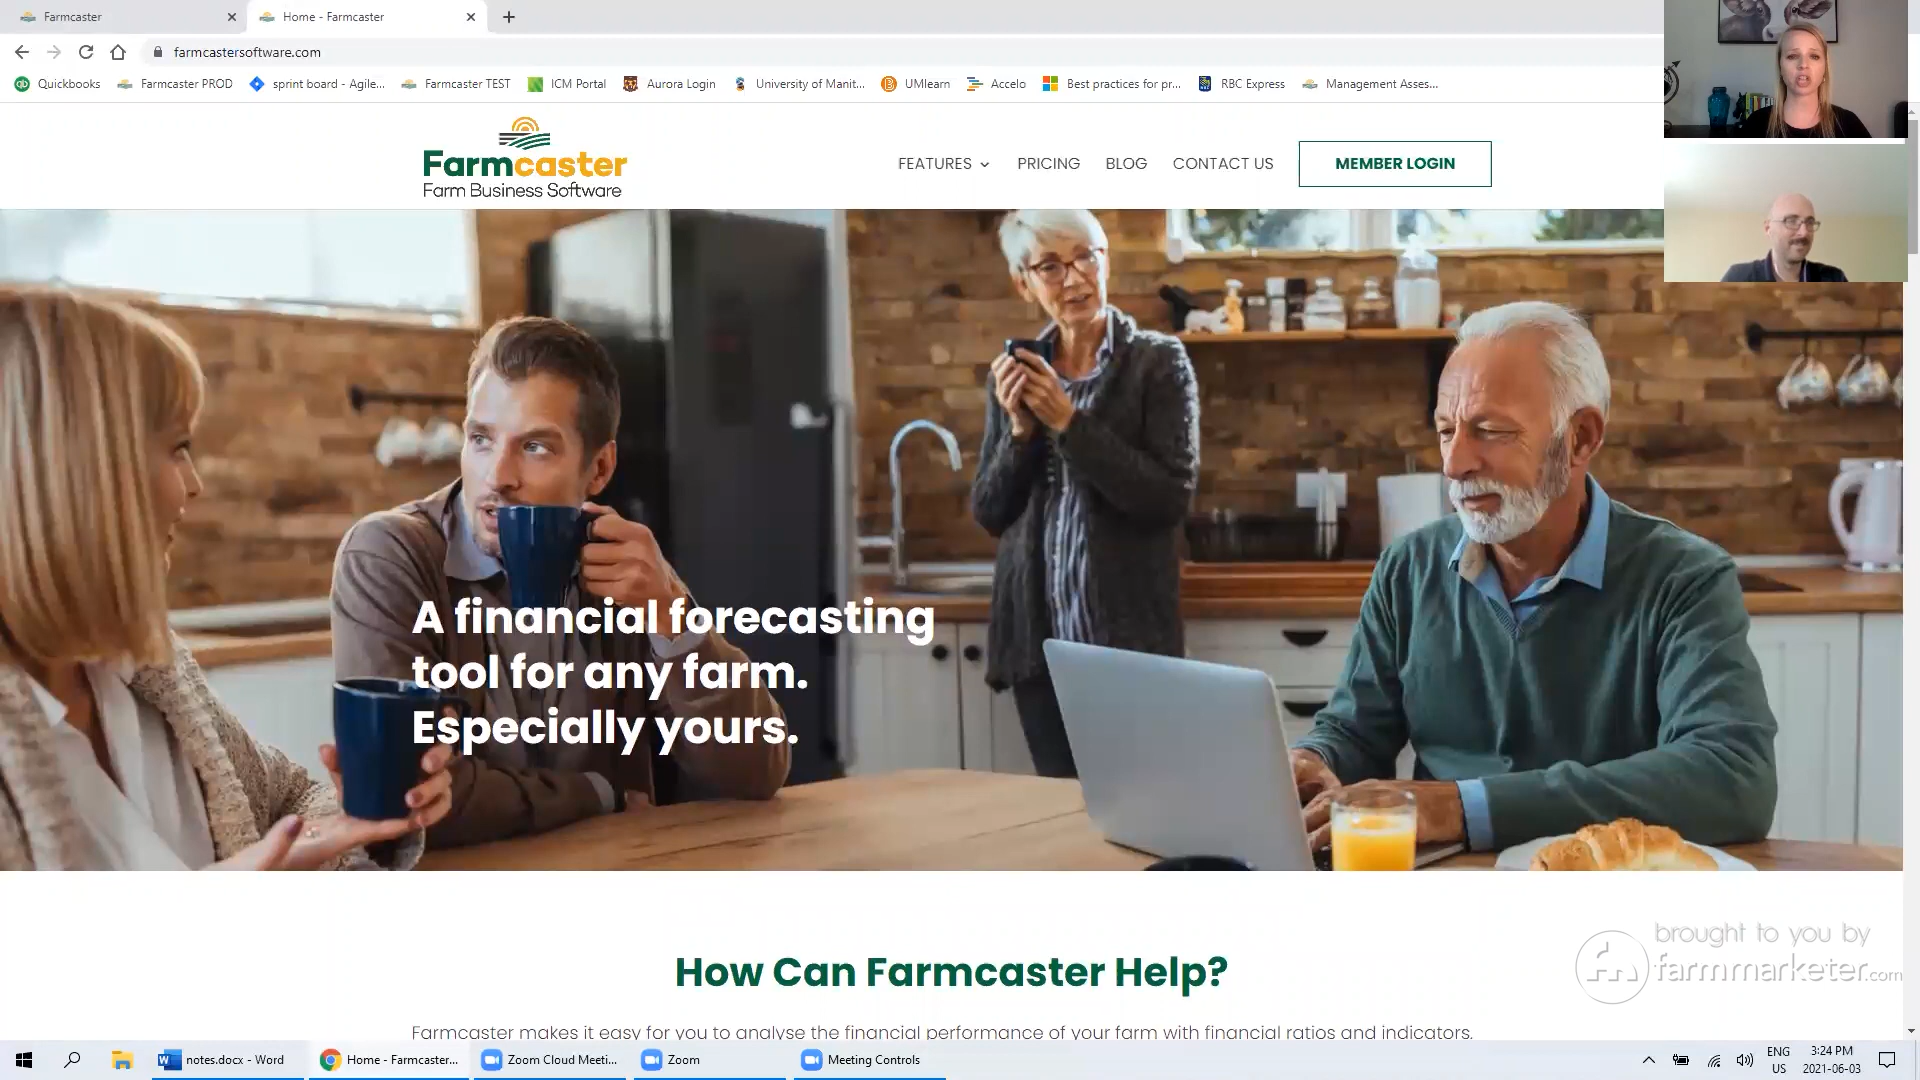 Farmcaster
Home - Farmcaster
farmcastersoftware.com
Quickbooks
Farmcaster PROD
sprint board - Agile...
Farmcaster TEST
ICM Portal
Aurora Login
University of Manit...
UMlearn
Accelo
Best practices for pr...
RBC Express
Management Asses...
Farmcaster
Farm Business Software
FEATURES
PRICING
BLOG
CONTACT US
MEMBER LOGIN
A financial forecasting
tool for any farm.
Especially yours.
How Can Farmcaster Help?
Farmcaster makes it easy for you to analyse the financial performance of your farm with financial ratios and indicators.
brought to you by
farmmarketer.com
notes.docx - Word
Home - Farmcaster...
Zoom Cloud Meeti...
Zoom
Meeting Controls
ENG
US
3:24 PM
2021-06-03